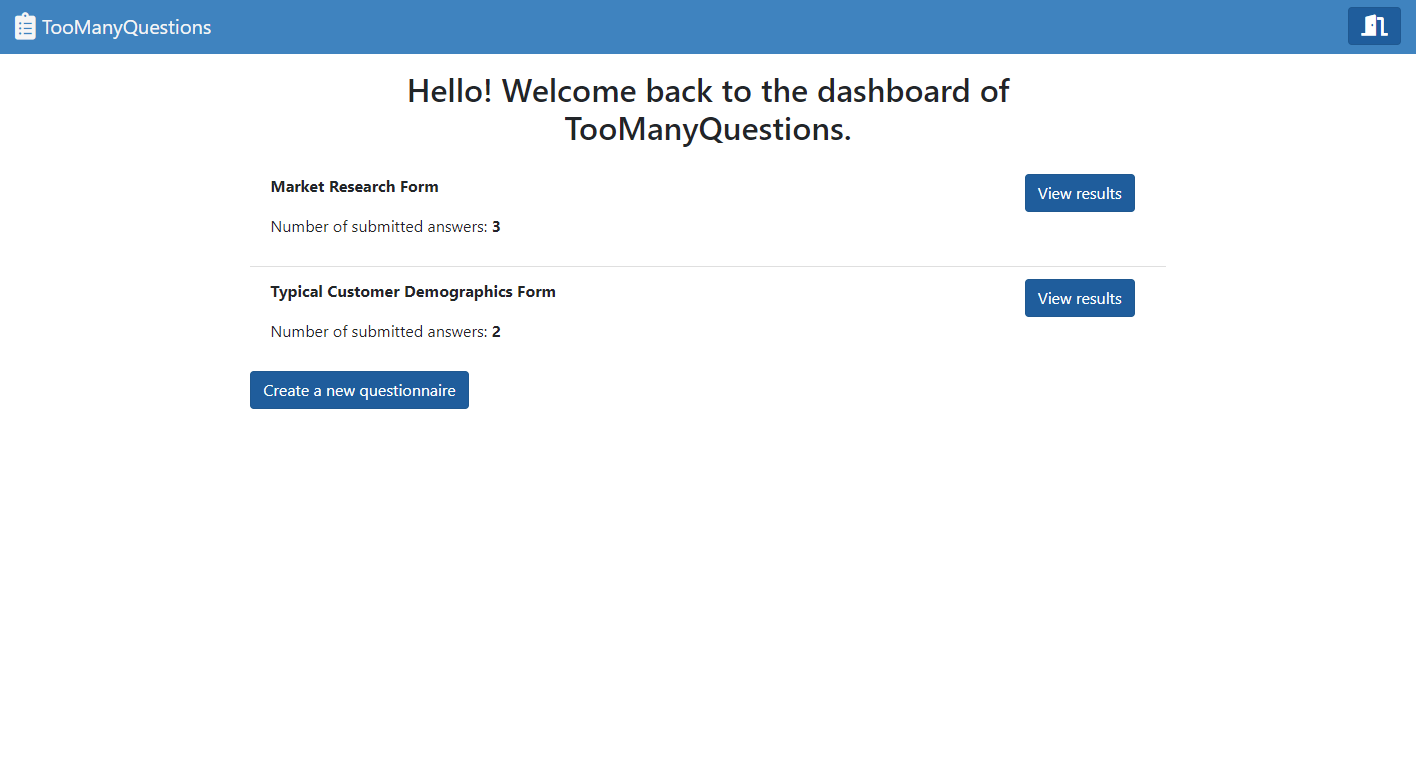 TooManyQuestions
Hello! Welcome back to the dashboard of
TooManyQuestions.
Market Research Form
View results
Number of submitted answers: 3
Typical Customer Demographics Form
View results
Number of submitted answers: 2
Create a new questionnaire